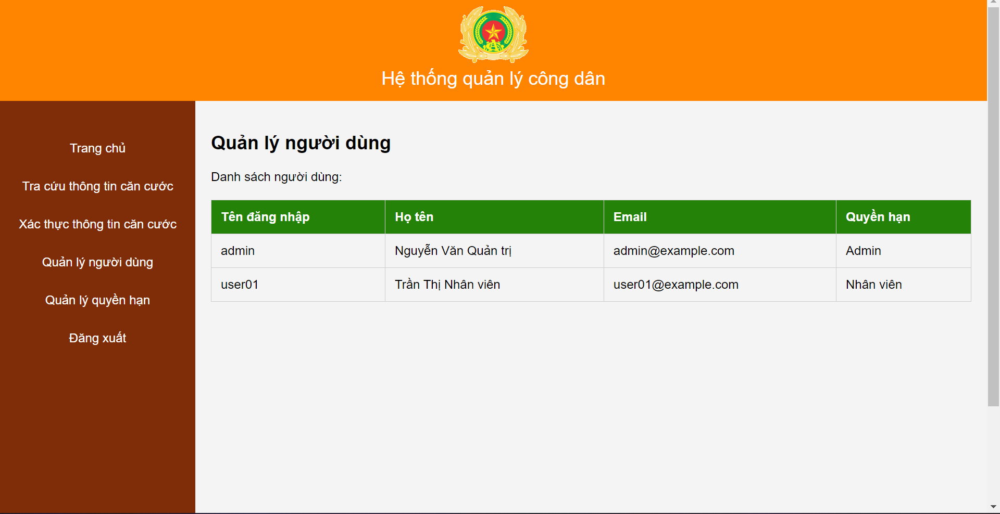 Hệ thống quản lý công dân
Trang chủ
Tra cứu thông tin căn cước
Xác thực thông tin căn cước
Quản lý người dùng
Quản lý quyền hạn
Đăng xuất
Quản lý người dùng
Danh sách người dùng:
Tên đăng nhập Họ tên Email Quyền hạn
admin Nguyễn Văn Quản trị admin@example.com Admin
user01 Trần Thị Nhân viên user01@example.com Nhân viên